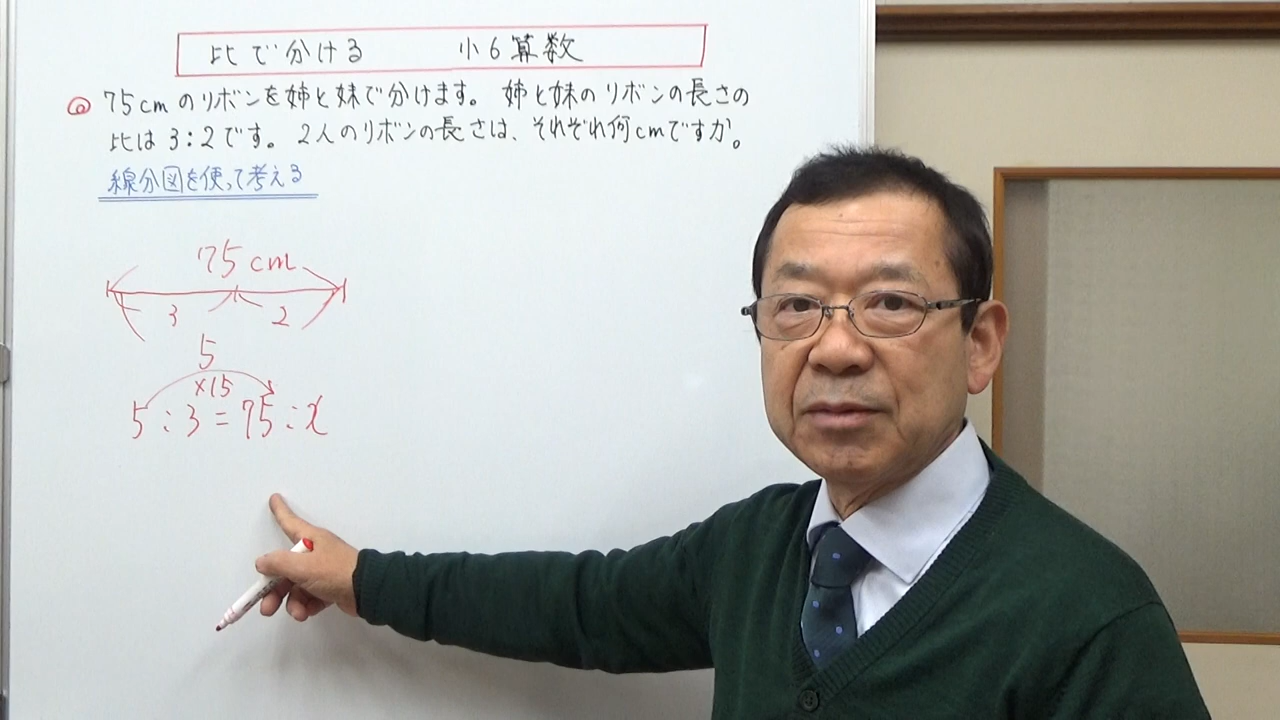 比で分ける 小6算数
◎ 75cmのリボンを姉と妹で分けます。姉と妹のリボンの長さの
比は3:2です。2人のリボンの長さは、それぞれ何cmですか。
線分図を使って考える
75cm
3 2
5
×15
5:3=75:x